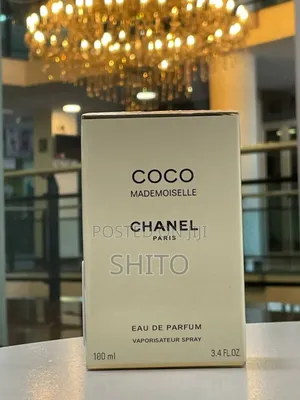 COCO
MADEMOISELLE
CHANEL
PARIS
POSTED ON JIJI
SHITO
EAU DE PARFUM
VAPORISATEUR SPRAY
100 ml 3.4 FL.OZ.